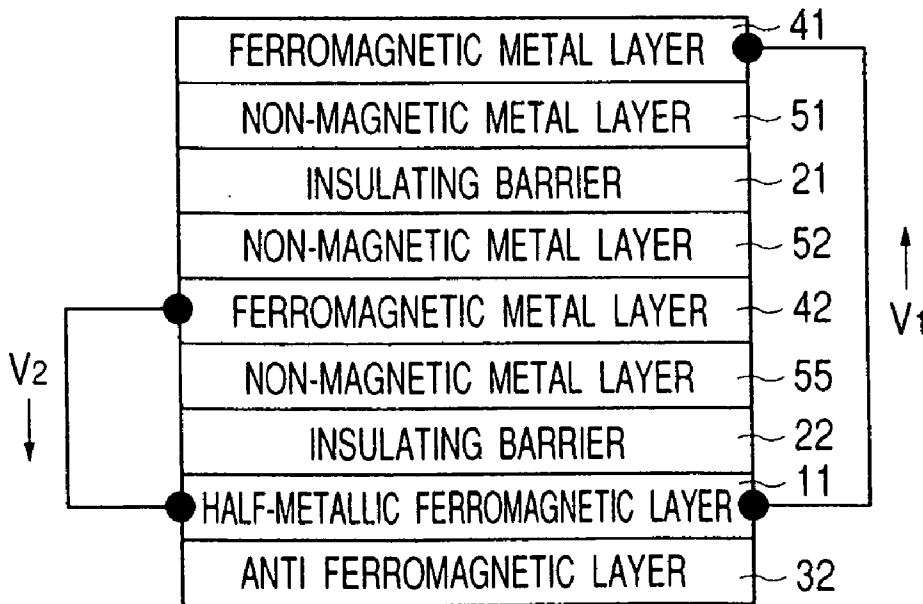 41
FERROMAGNETIC METAL LAYER
NON-MAGNETIC METAL LAYER 51
INSULATING BARRIER 21
NON-MAGNETIC METAL LAYER 52
FERROMAGNETIC METAL LAYER 42
V1
V2
NON-MAGNETIC METAL LAYER 55
INSULATING BARRIER 22
11
HALF-METALLIC FERROMAGNETIC LAYER
ANTI FERROMAGNETIC LAYER 32